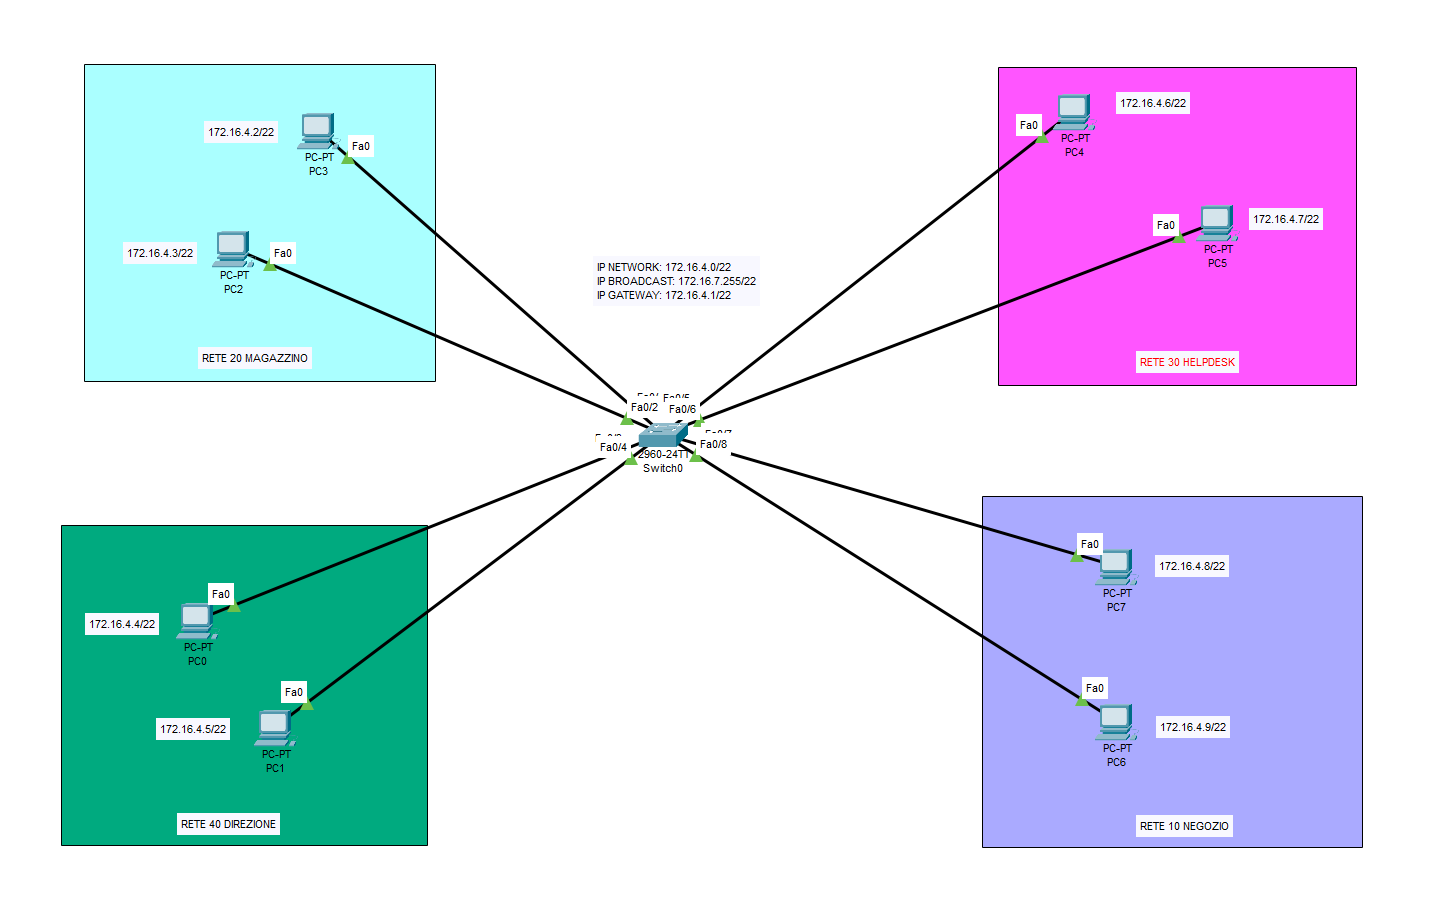 172.16.4.2/22
Fa0
PC-PT
PC3
172.16.4.3/22
Fa0
PC-PT
PC2
RETE 20 MAGAZZINO
172.16.4.6/22
Fa0
PC-PT
PC4
172.16.4.7/22
Fa0
PC-PT
PC5
RETE 30 HELPDESK
IP NETWORK: 172.16.4.0/22
IP BROADCAST: 172.16.7.255/22
IP GATEWAY: 172.16.4.1/22
Fa0/2
Fa0/6
Fa0/4
Fa0/8
2960-24TT
Switch0
Fa0
172.16.4.4/22
PC-PT
PC0
Fa0
172.16.4.5/22
PC-PT
PC1
RETE 40 DIREZIONE
Fa0
172.16.4.8/22
PC-PT
PC7
Fa0
172.16.4.9/22
PC-PT
PC6
RETE 10 NEGOZIO